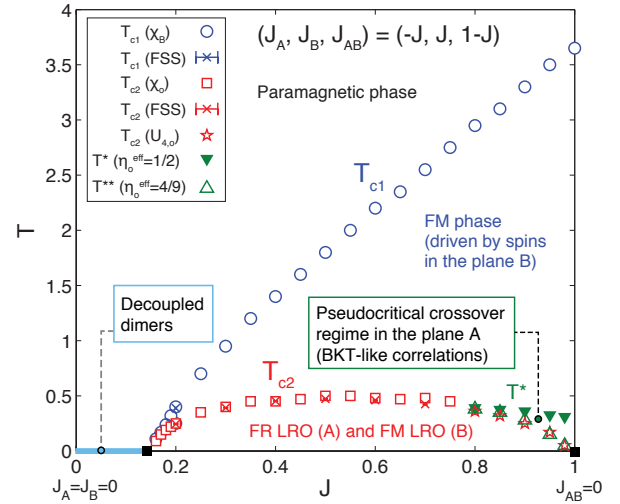 (J_A, J_B, J_AB) = (-J, J, 1-J)
T_c1 (χ_B)
T_c1 (FSS)
T_c2 (χ_o)
T_c2 (FSS)
T_c2 (U_4,o)
T* (η_o^eff=1/2)
T** (η_o^eff=4/9)
Paramagnetic phase
T_c1
FM phase
(driven by spins
in the plane B)
Decoupled
dimers
Pseudocritical crossover
regime in the plane A
(BKT-like correlations)
T_c2
T*
FR LRO (A) and FM LRO (B)
T
4
3.5
3
2.5
2
1.5
1
0.5
0
0
0.2
0.4
0.6
0.8
1
J_A=J_B=0
J
J_AB=0